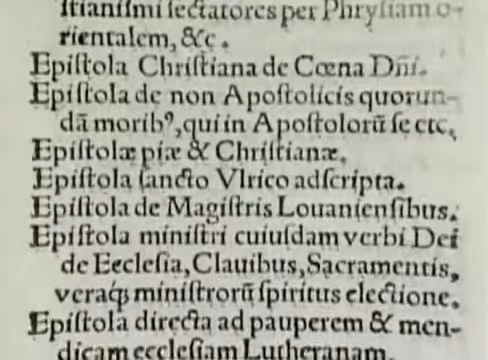 ſtianiſmi ſectatores per Phryſiam o-
rientalem, &c.
Epiſtola Chriſtiana de Cœna Dñi.
Epiſtola de non Apoſtolicis quorun-
dã moribꝰ, qui in Apoſtolorũ ſe etc,
Epiſtolæ piæ & Chriſtianæ.
Epiſtola ſancto Vlrico adſcripta.
Epiſtola de Magiſtris Louanienſibus.
Epiſtola miniſtri cuiuſdam verbi Dei
de Eccleſia, Clauibus, Sacramentis,
veraqꝫ miniſtrorũ ſpiritus electione.
Epiſtola directa ad pauperem & men-
dicam eccleſiam Lutheranam.